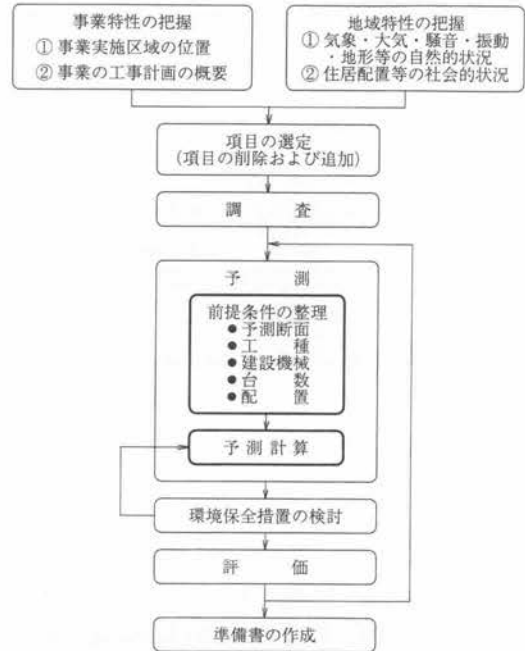 事業特性の把握
① 事業実施区域の位置
② 事業の工事計画の概要
地域特性の把握
① 気象・大気・騒音・振動
・地形等の自然的状況
② 住居配置等の社会的状況
項目の選定
(項目の削除および追加)
調 査
予 測
前提条件の整理
● 予測断面
● 工 種
● 建設機械
● 台 数
● 配 置
予測計算
環境保全措置の検討
評 価
準備書の作成